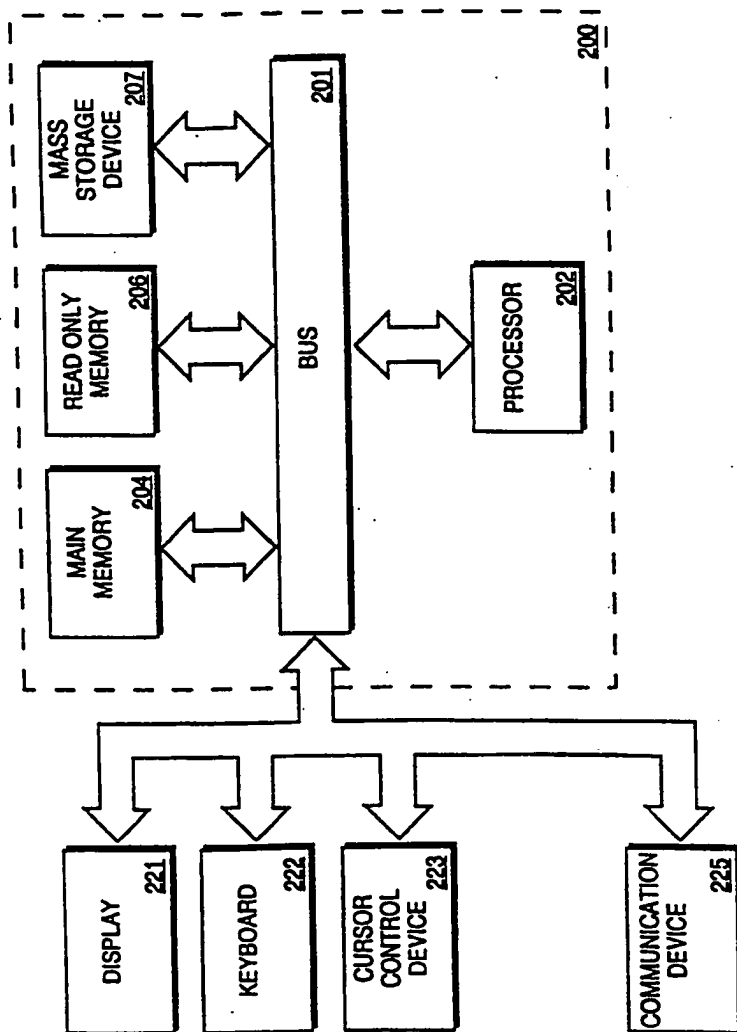 MAIN
MEMORY
204
READ ONLY
MEMORY
206
MASS
STORAGE
DEVICE
207
BUS
201
PROCESSOR
202
200
DISPLAY
221
KEYBOARD
222
CURSOR
CONTROL
DEVICE
223
COMMUNICATION
DEVICE
225